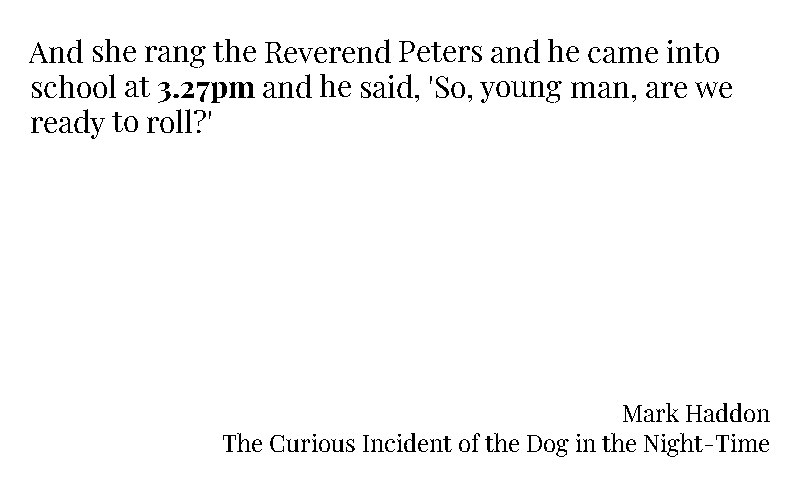 And she rang the Reverend Peters and he came into
school at 3.27pm and he said, 'So, young man, are we
ready to roll?'
Mark Haddon
The Curious Incident of the Dog in the Night-Time